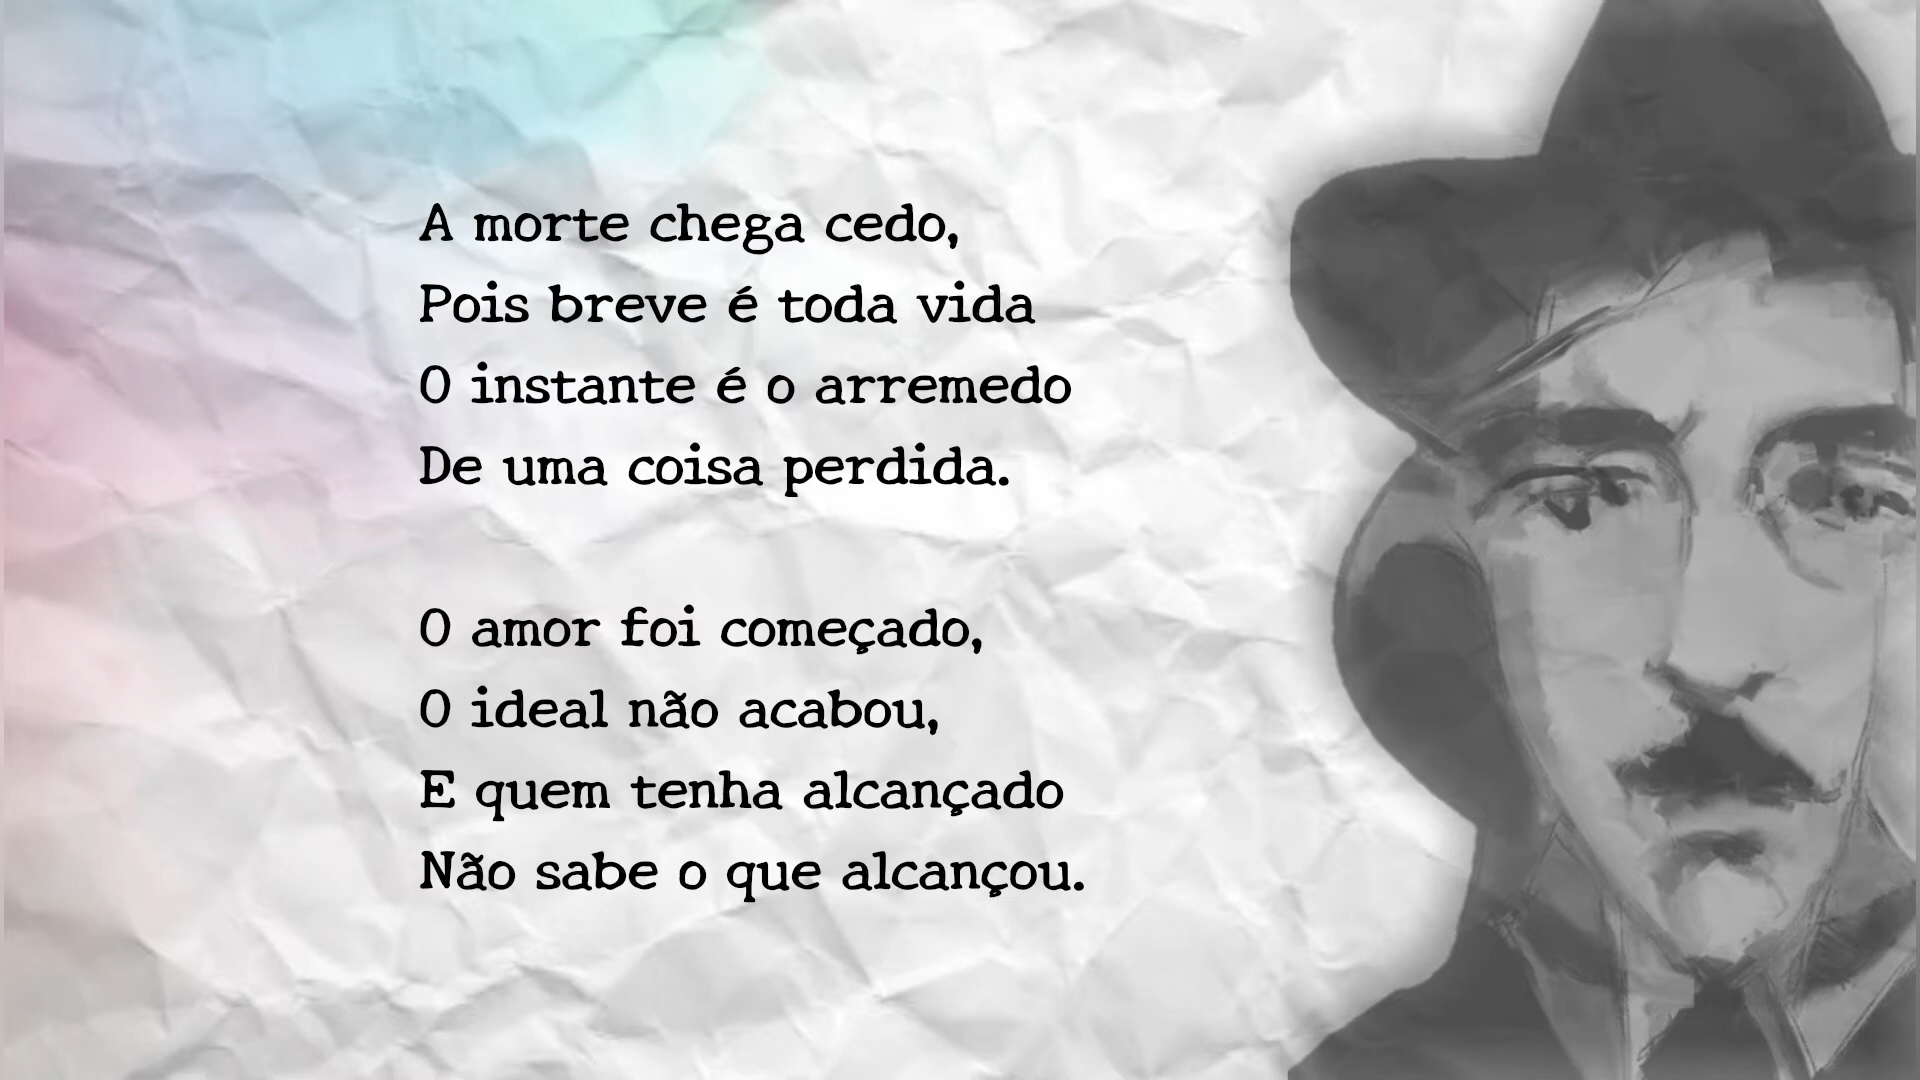 A morte chega cedo,
Pois breve é toda vida
O instante é o arremedo
De uma coisa perdida.
O amor foi começado,
O ideal não acabou,
E quem tenha alcançado
Não sabe o que alcançou.